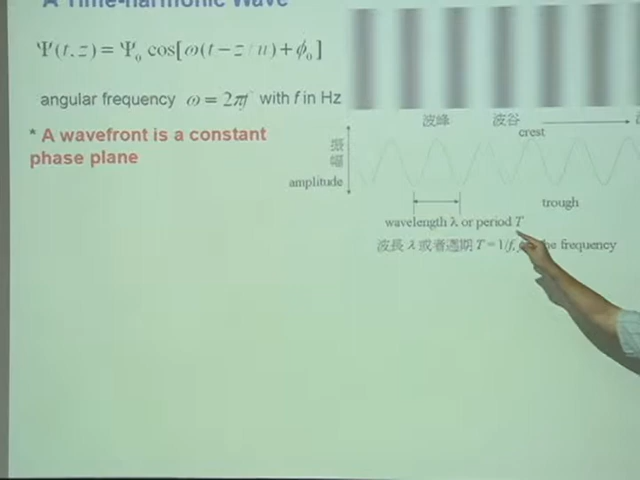 A Time-harmonic Wave
Ψ(t, z) = Ψ₀ cos[ω(t − z / u) + ϕ₀]
angular frequency ω = 2πf with f in Hz
* A wavefront is a constant
phase plane
波峰 波谷
crest
振幅
amplitude
trough
wavelength λ or period T
波長 λ 或者週期 T = 1/f, be frequency